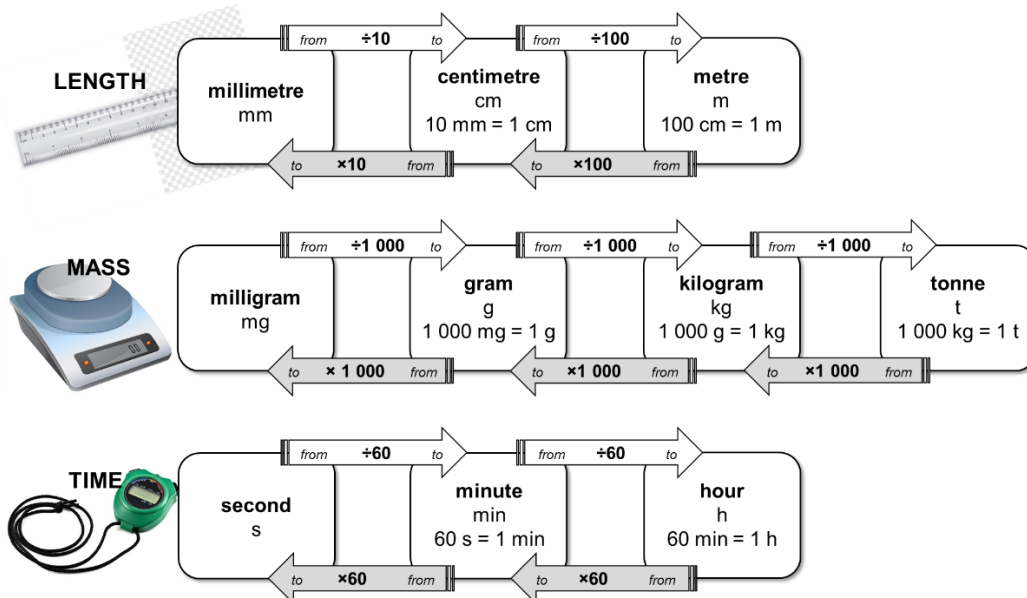 from ÷10 to
from ÷100 to
LENGTH
millimetre
mm
centimetre
cm
10 mm = 1 cm
metre
m
100 cm = 1 m
to ×10 from
to ×100 from
from ÷1 000 to
from ÷1 000 to
from ÷1 000 to
MASS
milligram
mg
gram
g
1 000 mg = 1 g
kilogram
kg
1 000 g = 1 kg
tonne
t
1 000 kg = 1 t
to × 1 000 from
to ×1 000 from
to ×1 000 from
from ÷60 to
from ÷60 to
TIME
second
s
minute
min
60 s = 1 min
hour
h
60 min = 1 h
to ×60 from
to ×60 from